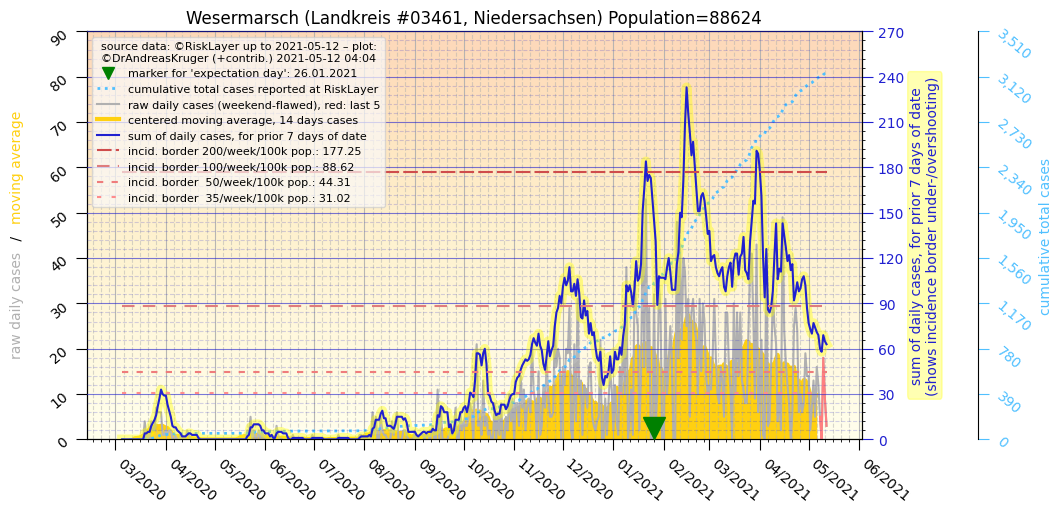 Wesermarsch (Landkreis #03461, Niedersachsen) Population=88624
source data: ©RiskLayer up to 2021-05-12 – plot:
©DrAndreasKruger (+contrib.) 2021-05-12 04:04
marker for 'expectation day': 26.01.2021
cumulative total cases reported at RiskLayer
raw daily cases (weekend-flawed), red: last 5
centered moving average, 14 days cases
sum of daily cases, for prior 7 days of date
incid. border 200/week/100k pop.: 177.25
incid. border 100/week/100k pop.: 88.62
incid. border  50/week/100k pop.: 44.31
incid. border  35/week/100k pop.: 31.02
raw daily cases / moving average
90
80
70
60
50
40
30
20
10
0
03/2020
04/2020
05/2020
06/2020
07/2020
08/2020
09/2020
10/2020
11/2020
12/2020
01/2021
02/2021
03/2021
04/2021
05/2021
06/2021
270
240
210
180
150
120
90
60
30
0
sum of daily cases, for prior 7 days of date
(shows incidence border under-/overshooting)
3,510
3,120
2,730
2,340
1,950
1,560
1,170
780
390
0
cumulative total cases